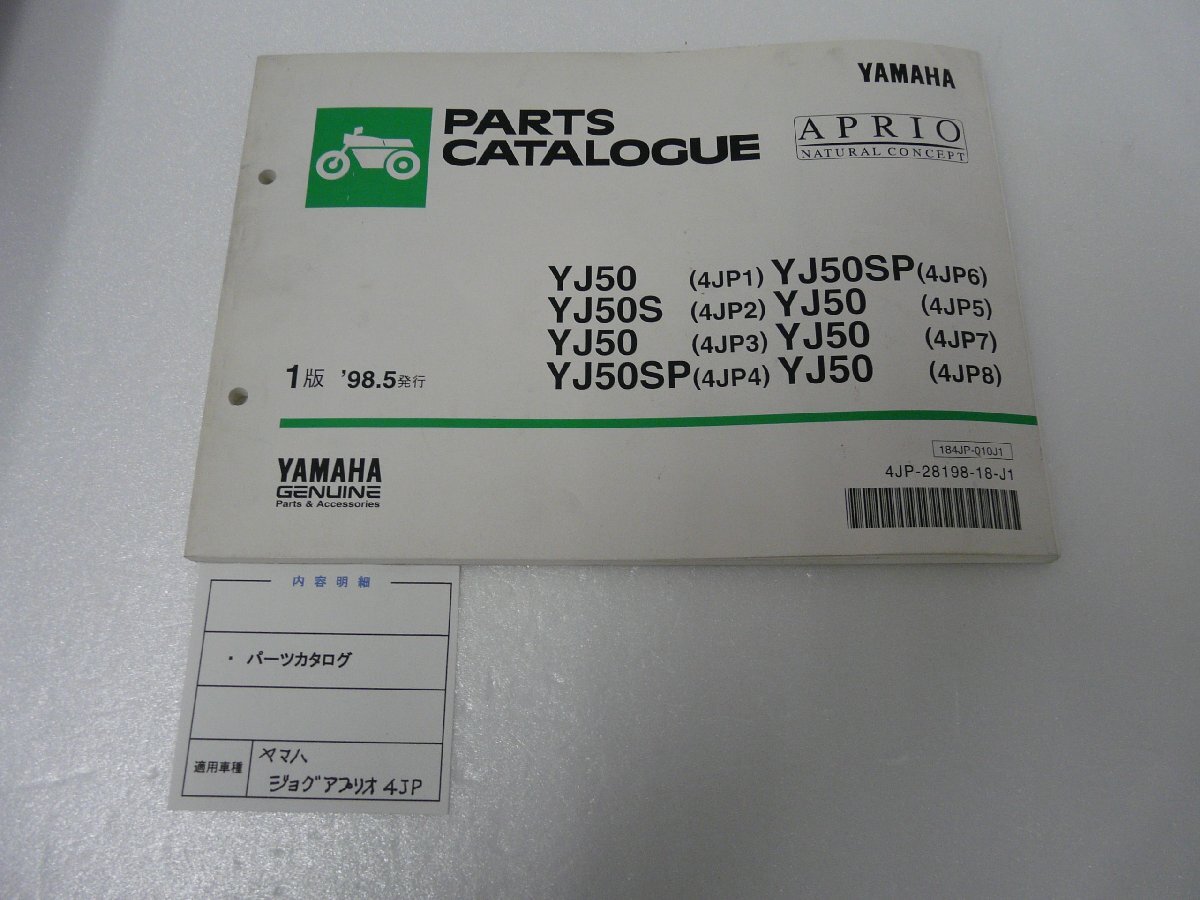 YAMAHA
PARTS
CATALOGUE
APRIO
NATURAL CONCEPT
YJ50 (4JP1) YJ50SP(4JP6)
YJ50S (4JP2) YJ50 (4JP5)
YJ50 (4JP3) YJ50 (4JP7)
YJ50SP(4JP4) YJ50 (4JP8)
1版 '98.5発行
184JP-010J1
4JP-28198-18-J1
YAMAHA
GENUINE
Parts & Accessories
内容明細
・ パーツカタログ
適用車種
ヤマハ
ジョグアプリオ 4JP